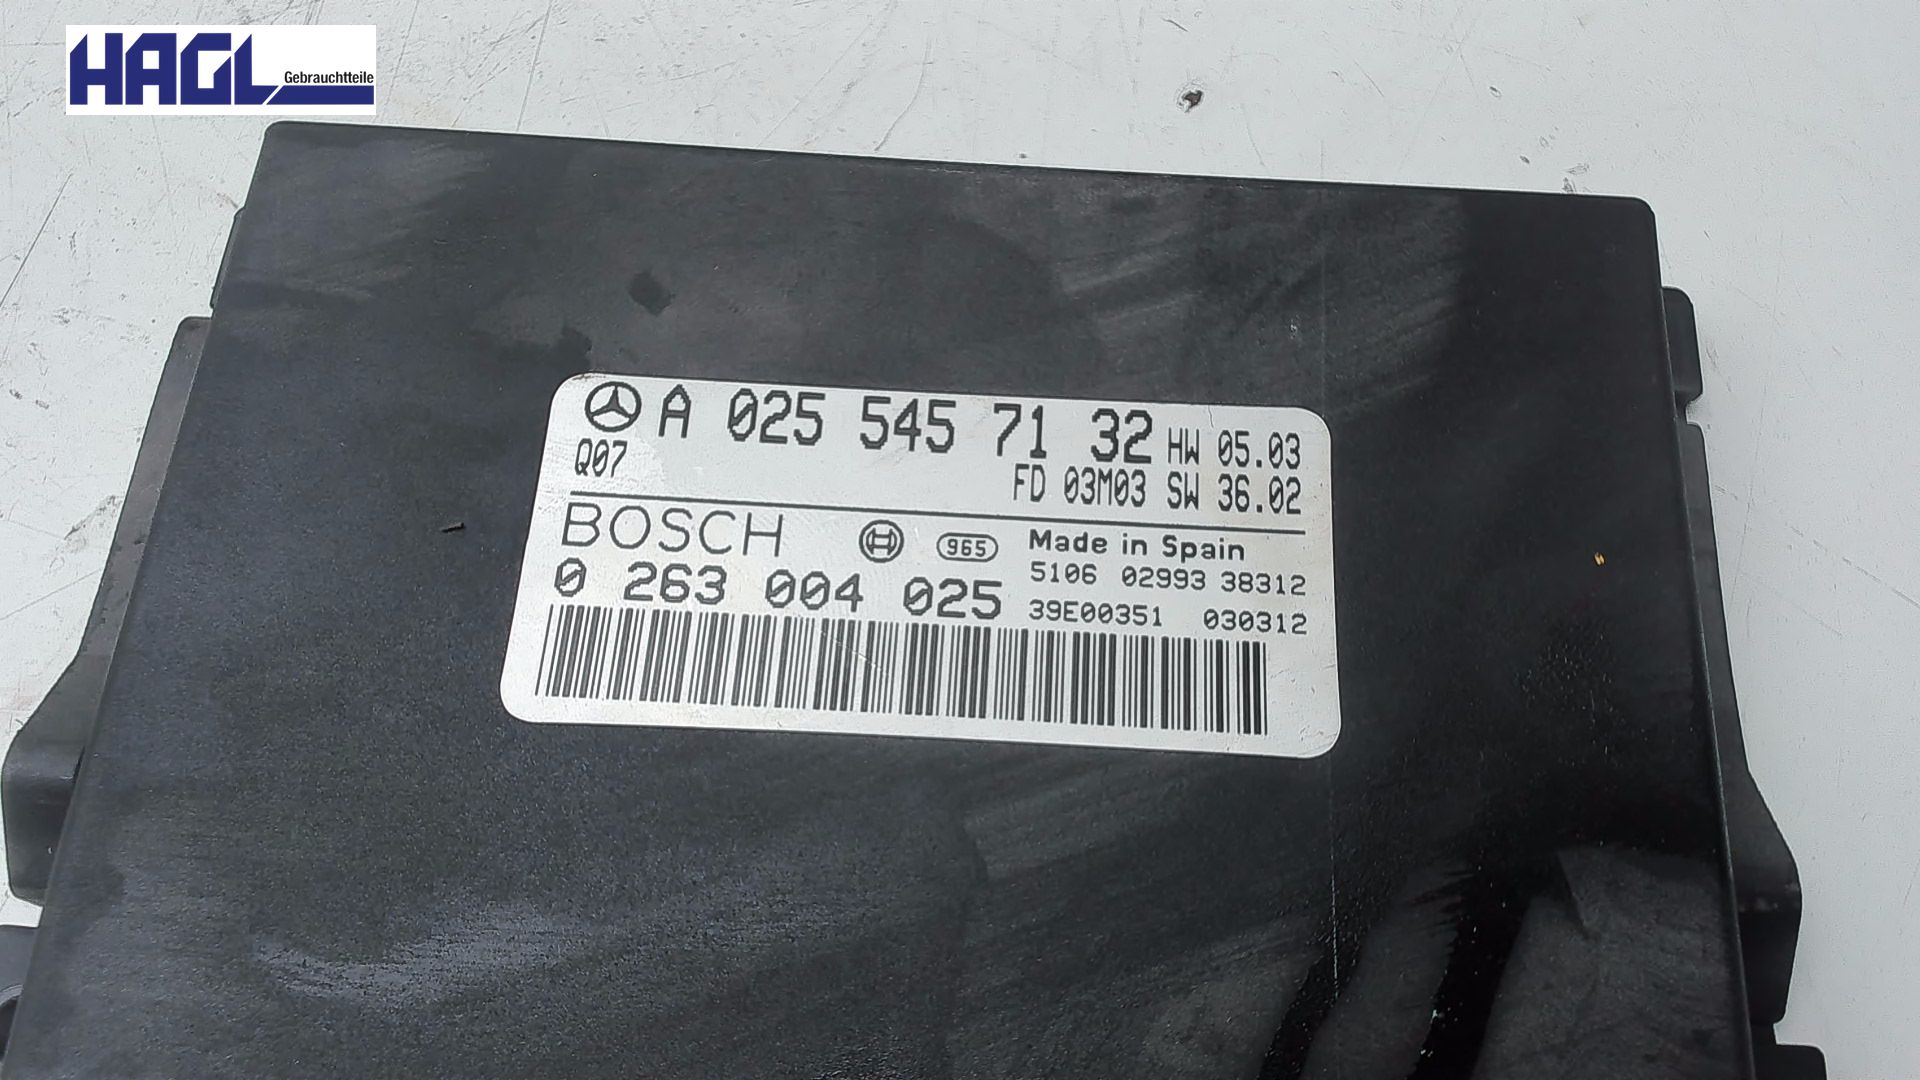 HAGL Gebrauchtteile
A 025 545 71 32 HW 05.03
Q07 FD 03M03 SW 36.02
BOSCH 965 Made in Spain
5106 02993 38312
0 263 004 025 39E00351 030312